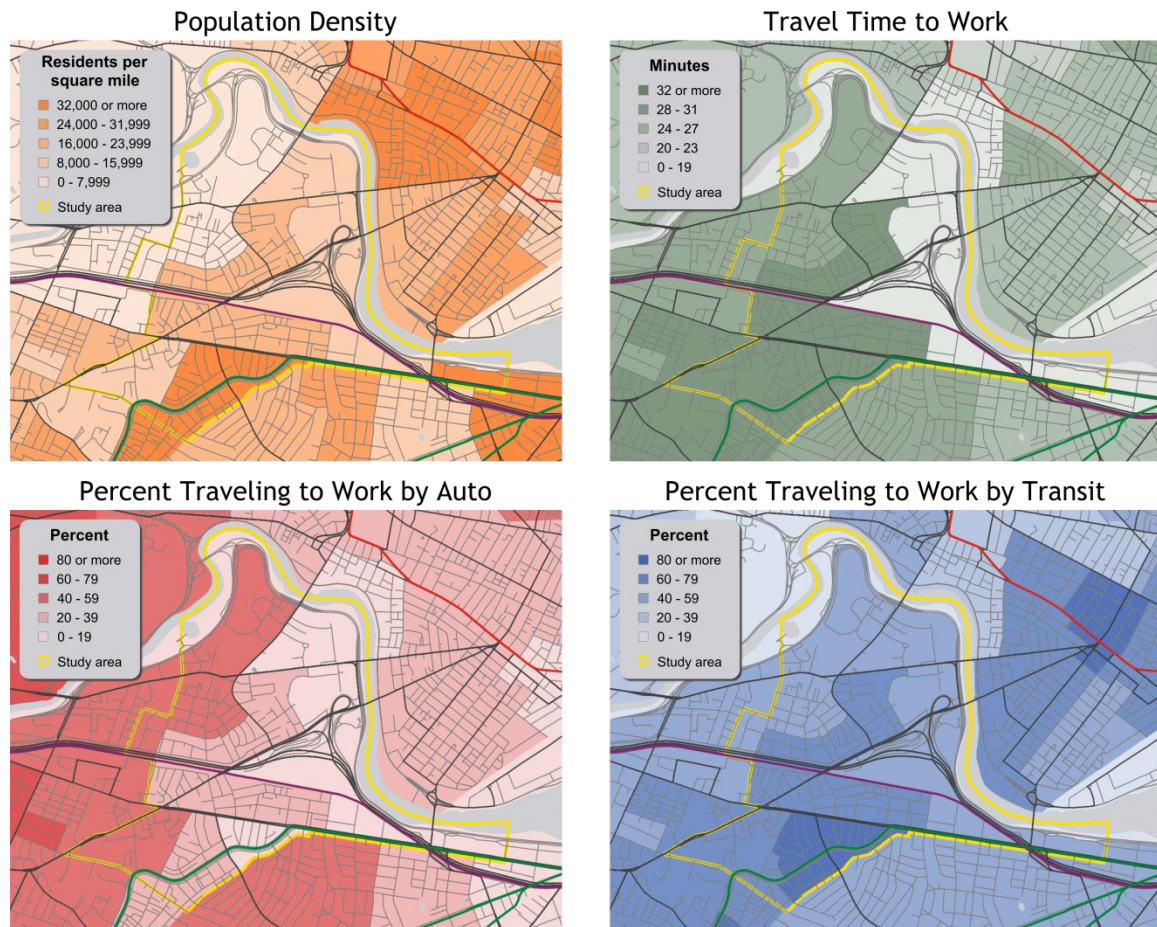 Population Density
Residents per
square mile
32,000 or more
24,000 - 31,999
16,000 - 23,999
8,000 - 15,999
0 - 7,999
Study area
Travel Time to Work
Minutes
32 or more
28 - 31
24 - 27
20 - 23
0 - 19
Study area
Percent Traveling to Work by Auto
Percent
80 or more
60 - 79
40 - 59
20 - 39
0 - 19
Study area
Percent Traveling to Work by Transit
Percent
80 or more
60 - 79
40 - 59
20 - 39
0 - 19
Study area